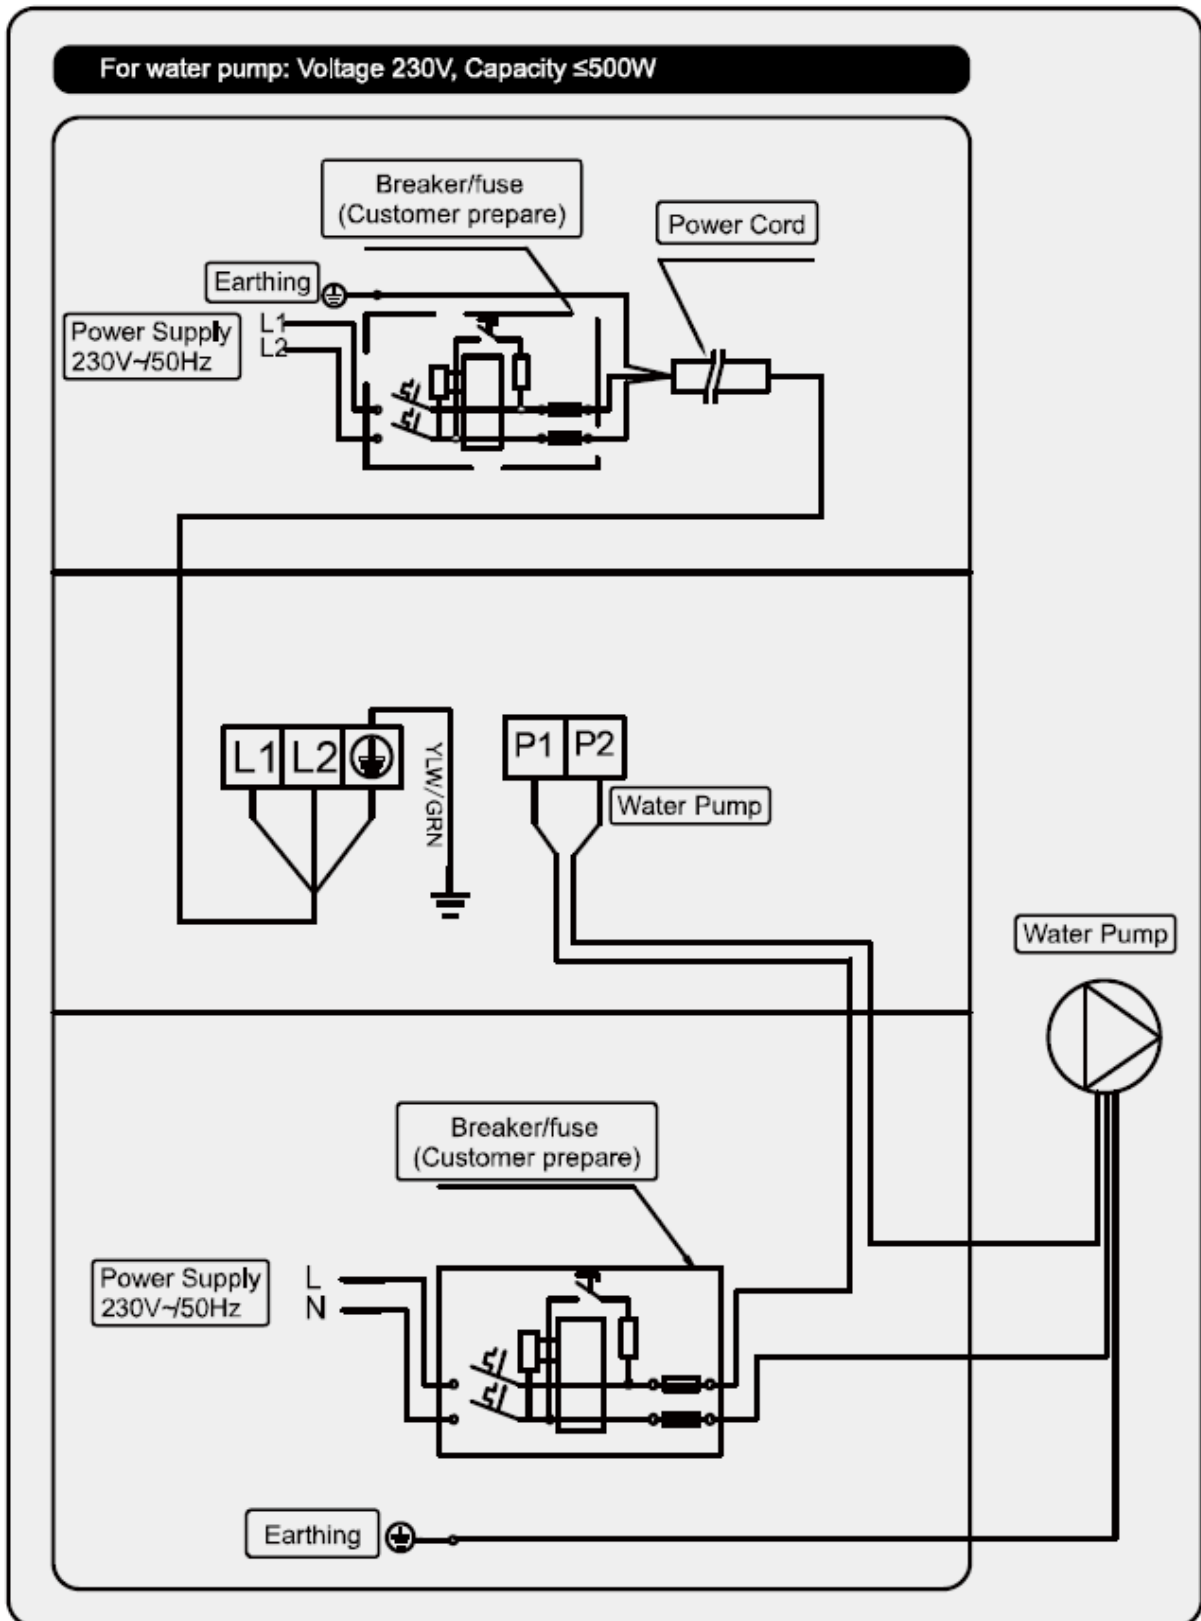 For water pump: Voltage 230V, Capacity ≤500W
Breaker/fuse
(Customer prepare)
Power Cord
Earthing
Power Supply
230V~/50Hz
L1
L2
L1 L2
YLW/GRN
P1 P2
Water Pump
Water Pump
Breaker/fuse
(Customer prepare)
Power Supply
230V~/50Hz
L
N
Earthing